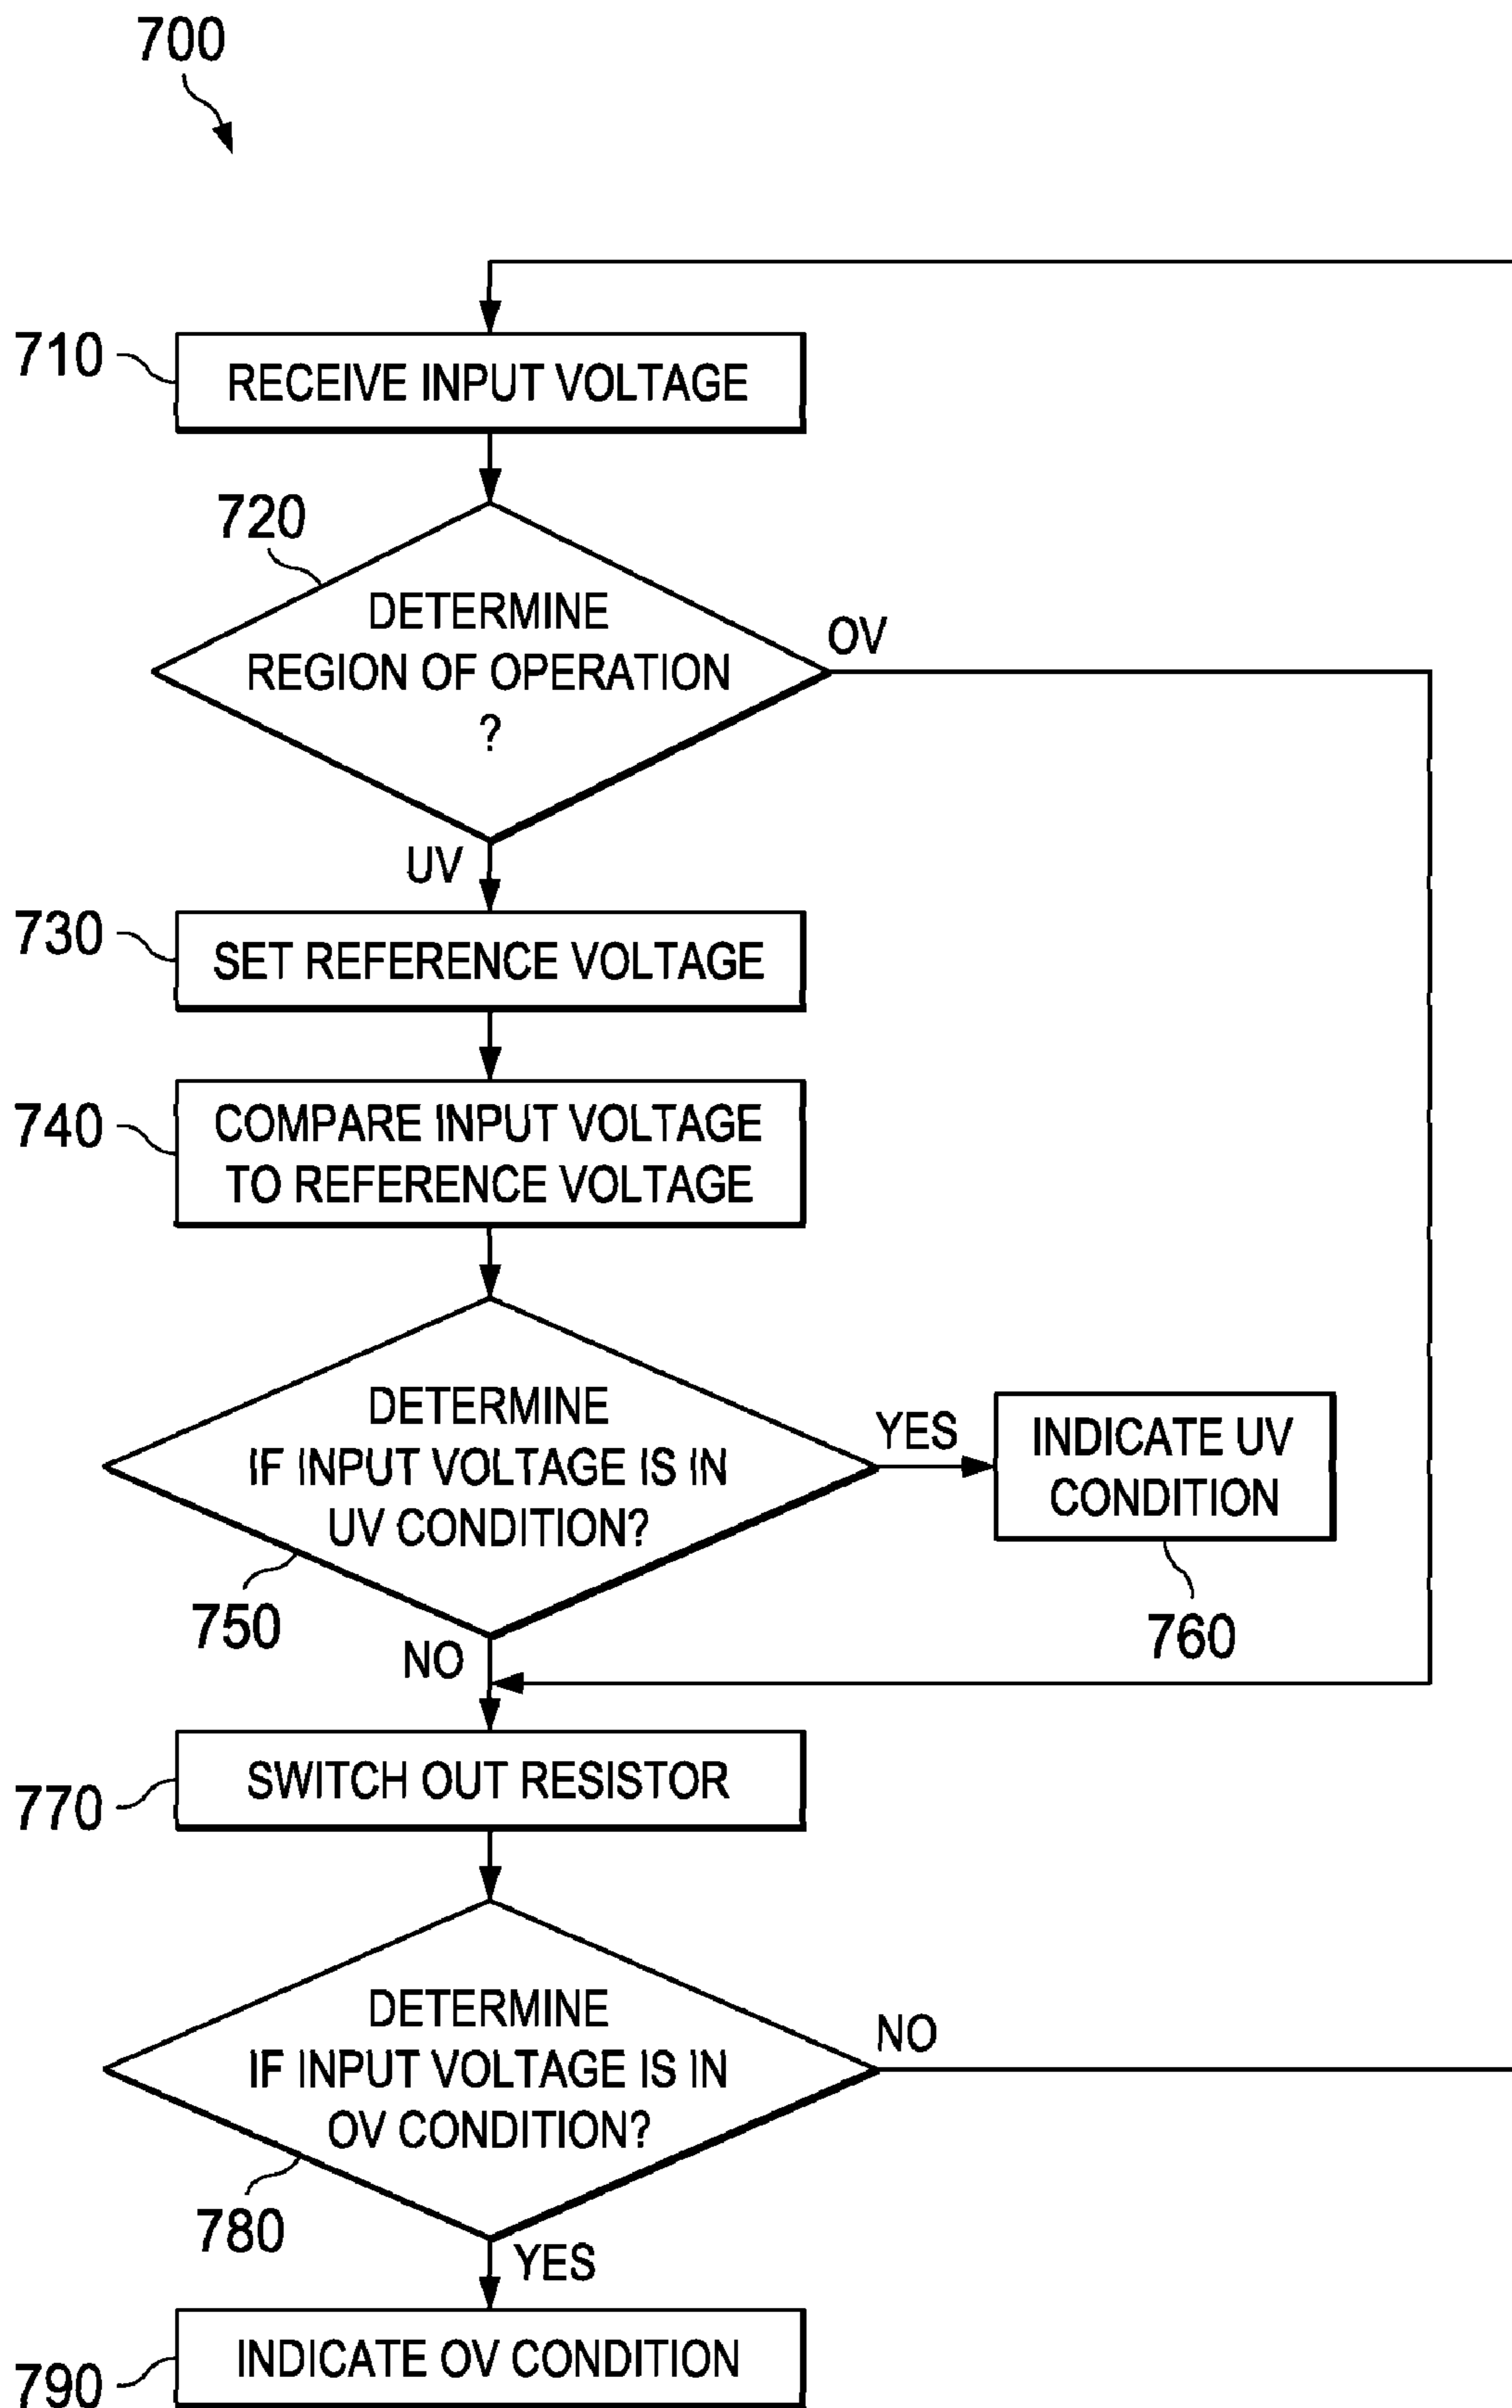 700
710
RECEIVE INPUT VOLTAGE
720
DETERMINE
REGION OF OPERATION
?
OV
UV
730
SET REFERENCE VOLTAGE
740
COMPARE INPUT VOLTAGE
TO REFERENCE VOLTAGE
DETERMINE
IF INPUT VOLTAGE IS IN
UV CONDITION?
YES
INDICATE UV
CONDITION
750
760
NO
770
SWITCH OUT RESISTOR
DETERMINE
IF INPUT VOLTAGE IS IN
OV CONDITION?
NO
780
YES
790
INDICATE OV CONDITION